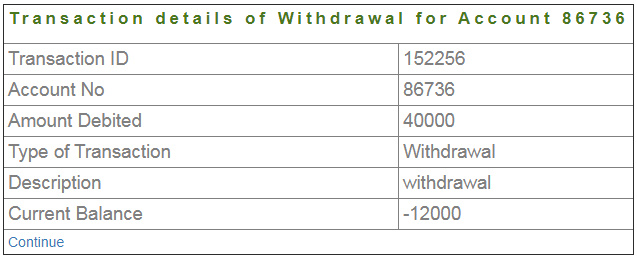 Transaction details of Withdrawal for Account 86736
Transaction ID 152256
Account No 86736
Amount Debited 40000
Type of Transaction Withdrawal
Description withdrawal
Current Balance -12000
Continue